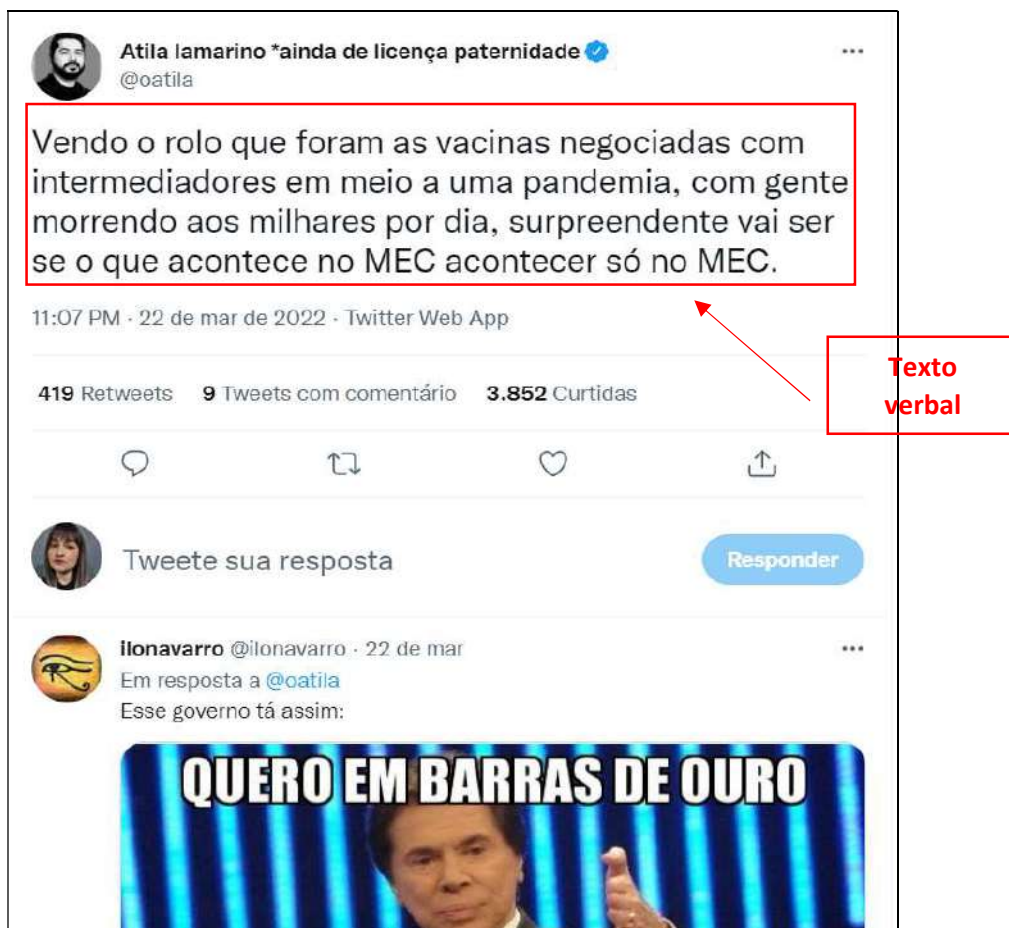 Atila Iamarino *ainda de licença paternidade
@oatila
Vendo o rolo que foram as vacinas negociadas com
intermediadores em meio a uma pandemia, com gente
morrendo aos milhares por dia, surpreendente vai ser
se o que acontece no MEC acontecer só no MEC.
11:07 PM · 22 de mar de 2022 · Twitter Web App
Texto
verbal
419 Retweets 9 Tweets com comentário 3.852 Curtidas
Tweete sua resposta
Responder
ilonavarro @ilonavarro · 22 de mar
Em resposta a @oatila
Esse governo tá assim:
QUERO EM BARRAS DE OURO